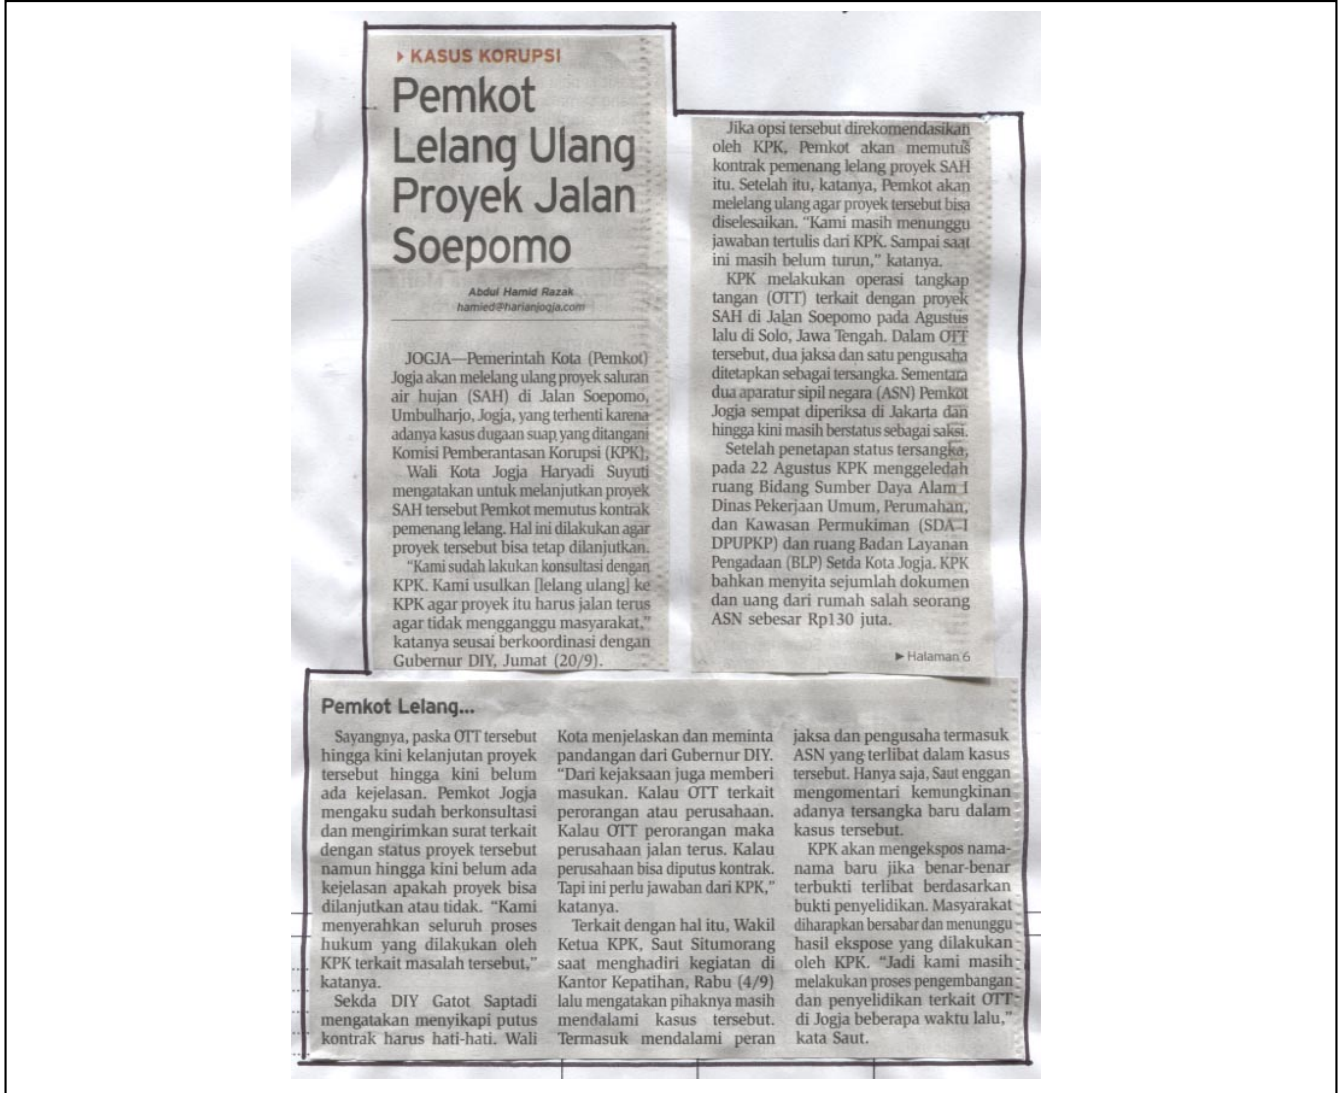 KASUS KORUPSI
Pemkot
Lelang Ulang
Proyek Jalan
Soepomo
Abdul Hamid Razak
hamied@harianjogja.com
JOGJA—Pemerintah Kota (Pemkot)
Jogja akan melelang ulang proyek saluran
air hujan (SAH) di Jalan Soepomo,
Umbulharjo, Jogja, yang terhenti karena
adanya kasus dugaan suap yang ditangani
Komisi Pemberantasan Korupsi (KPK).
Wali Kota Jogja Haryadi Suyuti
mengatakan untuk melanjutkan proyek
SAH tersebut Pemkot memutus kontrak
pemenang lelang. Hal ini dilakukan agar
proyek tersebut bisa tetap dilanjutkan.
"Kami sudah lakukan konsultasi dengan
KPK. Kami usulkan [lelang ulang] ke
KPK agar proyek itu harus jalan terus
agar tidak mengganggu masyarakat,"
katanya seusai berkoordinasi dengan
Gubernur DIY, Jumat (20/9).
Jika opsi tersebut direkomendasikan
oleh KPK, Pemkot akan memutus
kontrak pemenang lelang proyek SAH
itu. Setelah itu, katanya, Pemkot akan
melelang ulang agar proyek tersebut bisa
diselesaikan. "Kami masih menunggu
jawaban tertulis dari KPK. Sampai saat
ini masih belum turun," katanya.
KPK melakukan operasi tangkap
tangan (OTT) terkait dengan proyek
SAH di Jalan Soepomo pada Agustus
lalu di Solo, Jawa Tengah. Dalam OTT
tersebut, dua jaksa dan satu pengusaha
ditetapkan sebagai tersangka. Sementara
dua aparatur sipil negara (ASN) Pemkot
Jogja sempat diperiksa di Jakarta dan
hingga kini masih berstatus sebagai saksi.
Setelah penetapan status tersangka,
pada 22 Agustus KPK menggeledah
ruang Bidang Sumber Daya Alam I
Dinas Pekerjaan Umum, Perumahan,
dan Kawasan Permukiman (SDA I
DPUPKP) dan ruang Badan Layanan
Pengadaan (BLP) Setda Kota Jogja. KPK
bahkan menyita sejumlah dokumen
dan uang dari rumah salah seorang
ASN sebesar Rp130 juta.
Halaman 6
Pemkot Lelang...
Sayangnya, paska OTT tersebut
hingga kini kelanjutan proyek
tersebut hingga kini belum
ada kejelasan. Pemkot Jogja
mengaku sudah berkonsultasi
dan mengirimkan surat terkait
dengan status proyek tersebut
namun hingga kini belum ada
kejelasan apakah proyek bisa
dilanjutkan atau tidak. "Kami
menyerahkan seluruh proses
hukum yang dilakukan oleh
KPK terkait masalah tersebut,"
katanya.
Sekda DIY Gatot Saptadi
mengatakan menyikapi putus
kontrak harus hati-hati. Wali
Kota menjelaskan dan meminta
pandangan dari Gubernur DIY.
"Dari kejaksaan juga memberi
masukan. Kalau OTT terkait
perorangan atau perusahaan.
Kalau OTT perorangan maka
perusahaan jalan terus. Kalau
perusahaan bisa diputus kontrak.
Tapi ini perlu jawaban dari KPK,"
katanya.
Terkait dengan hal itu, Wakil
Ketua KPK, Saut Situmorang
saat menghadiri kegiatan di
Kantor Kepatihan, Rabu (4/9)
lalu mengatakan pihaknya masih
mendalami kasus tersebut.
Termasuk mendalami peran
jaksa dan pengusaha termasuk
ASN yang terlibat dalam kasus
tersebut. Hanya saja, Saut enggan
mengomentari kemungkinan
adanya tersangka baru dalam
kasus tersebut.
KPK akan mengekspos nama-
nama baru jika benar-benar
terbukti terlibat berdasarkan
bukti penyelidikan. Masyarakat
diharapkan bersabar dan menunggu
hasil ekspose yang dilakukan
oleh KPK. "Jadi kami masih
melakukan proses pengembangan
dan penyelidikan terkait OTT
di Jogja beberapa waktu lalu,"
kata Saut.